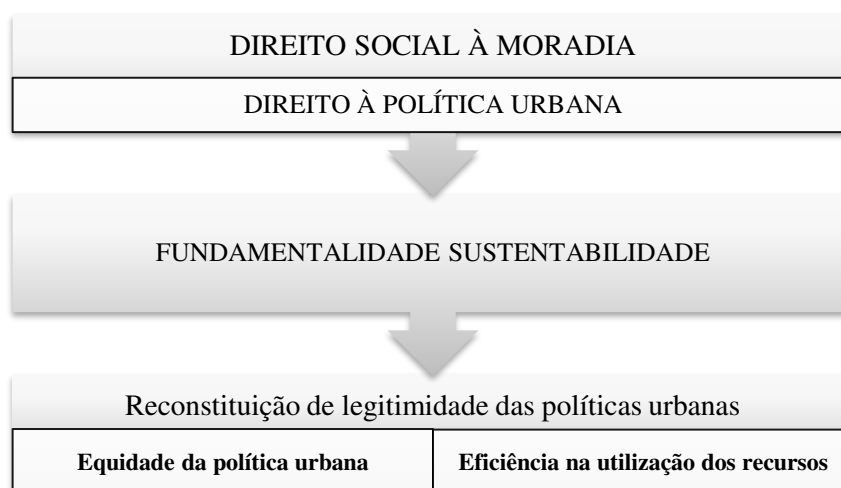 DIREITO SOCIAL À MORADIA
DIREITO À POLÍTICA URBANA
FUNDAMENTALIDADE SUSTENTABILIDADE
Reconstituição de legitimidade das políticas urbanas
Equidade da política urbana
Eficiência na utilização dos recursos